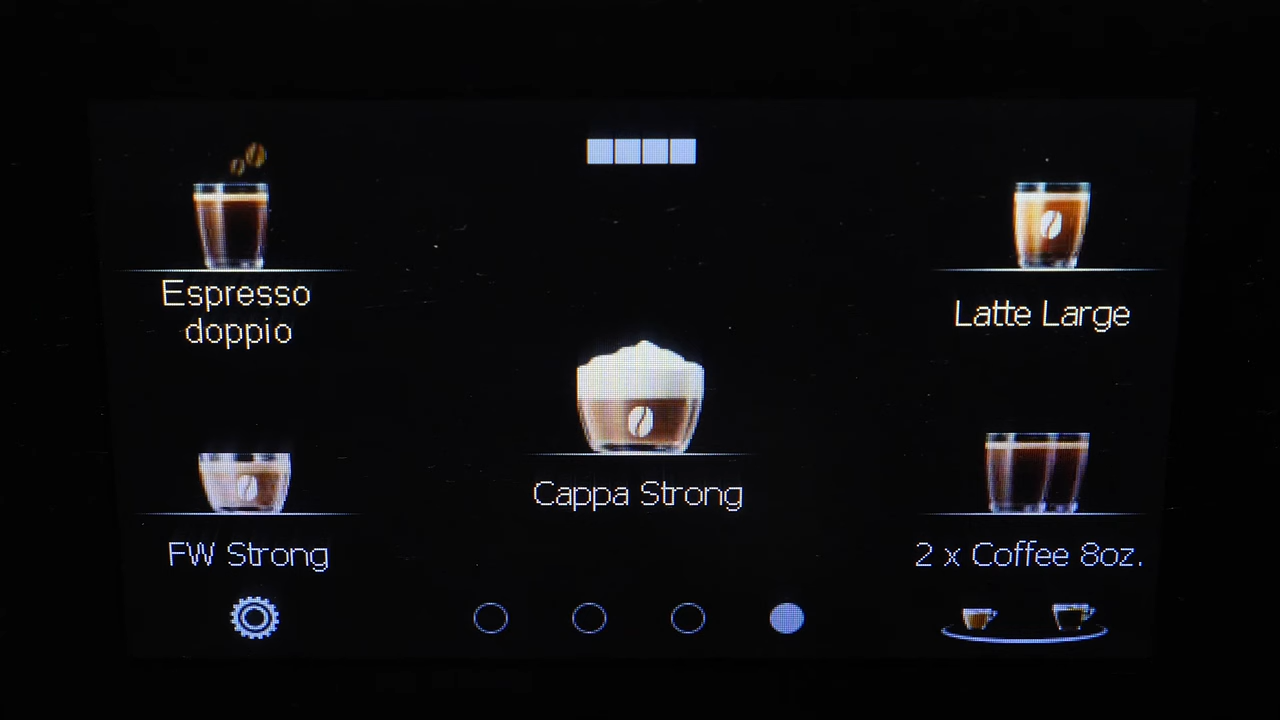 Espresso
doppio
Latte Large
Cappa Strong
FW Strong
2 x Coffee 8oz.